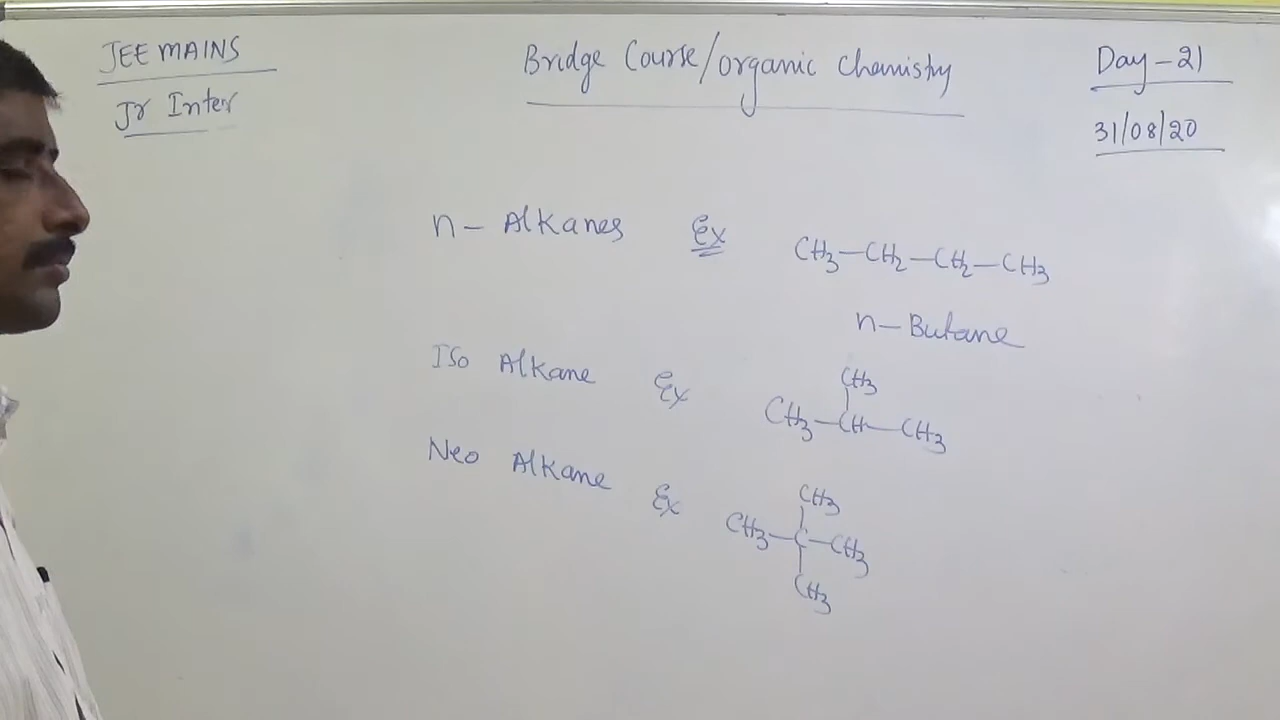 JEE MAINS
Jr Inter
Bridge Course/organic chemistry
Day-21
31/08/20
n- Alkanes Ex CH3-CH2-CH2-CH3
n-Butane
Iso Alkane Ex
CH3
CH3-CH-CH3
Neo Alkane Ex
CH3
CH3-C-CH3
CH3